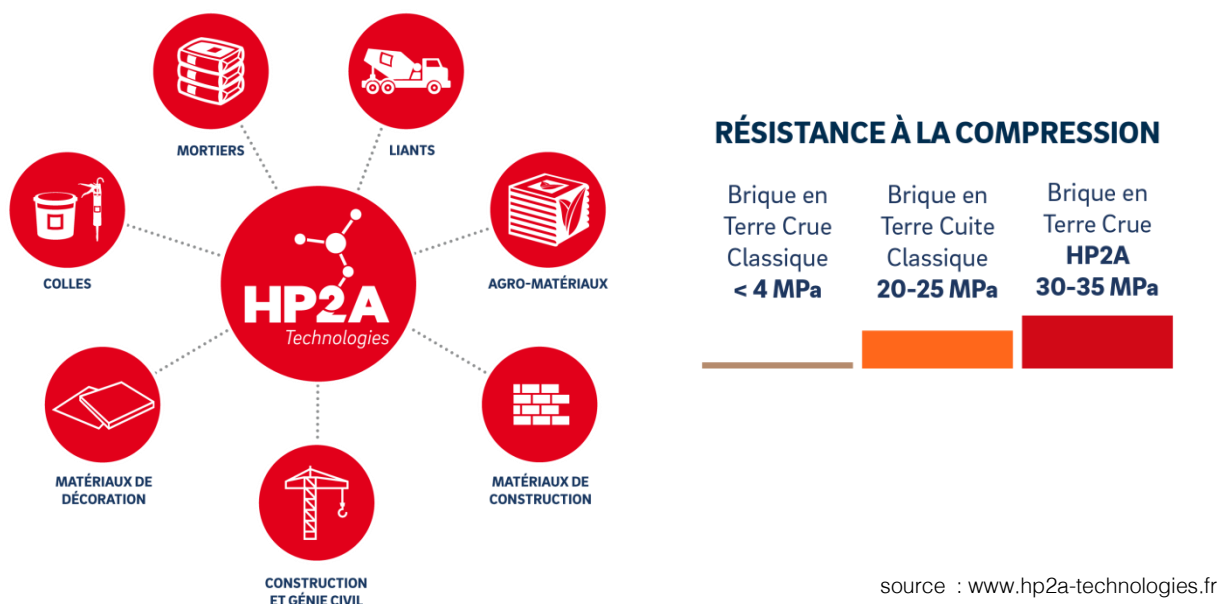 MORTIERS
LIANTS
COLLES
AGRO-MATÉRIAUX
HP2A
Technologies
MATÉRIAUX DE
DÉCORATION
MATÉRIAUX DE
CONSTRUCTION
CONSTRUCTION
ET GÉNIE CIVIL
RÉSISTANCE À LA COMPRESSION
Brique en
Terre Crue
Classique
< 4 MPa
Brique en
Terre Cuite
Classique
20-25 MPa
Brique en
Terre Crue
HP2A
30-35 MPa
source : www.hp2a-technologies.fr